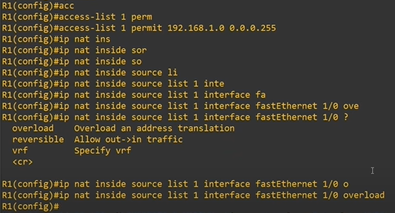 R1(config)#acc
R1(config)#access-list 1 perm
R1(config)#access-list 1 permit 192.168.1.0 0.0.0.255
R1(config)#ip nat ins
R1(config)#ip nat inside sor
R1(config)#ip nat inside so
R1(config)#ip nat inside source li
R1(config)#ip nat inside source list 1 inte
R1(config)#ip nat inside source list 1 interface fa
R1(config)#ip nat inside source list 1 interface fastEthernet 1/0 ove
R1(config)#ip nat inside source list 1 interface fastEthernet 1/0 ?
overload Overload an address translation
reversible Allow out->in traffic
vrf Specify vrf
<cr>
R1(config)#ip nat inside source list 1 interface fastEthernet 1/0 o
R1(config)#ip nat inside source list 1 interface fastEthernet 1/0 overload
R1(config)#